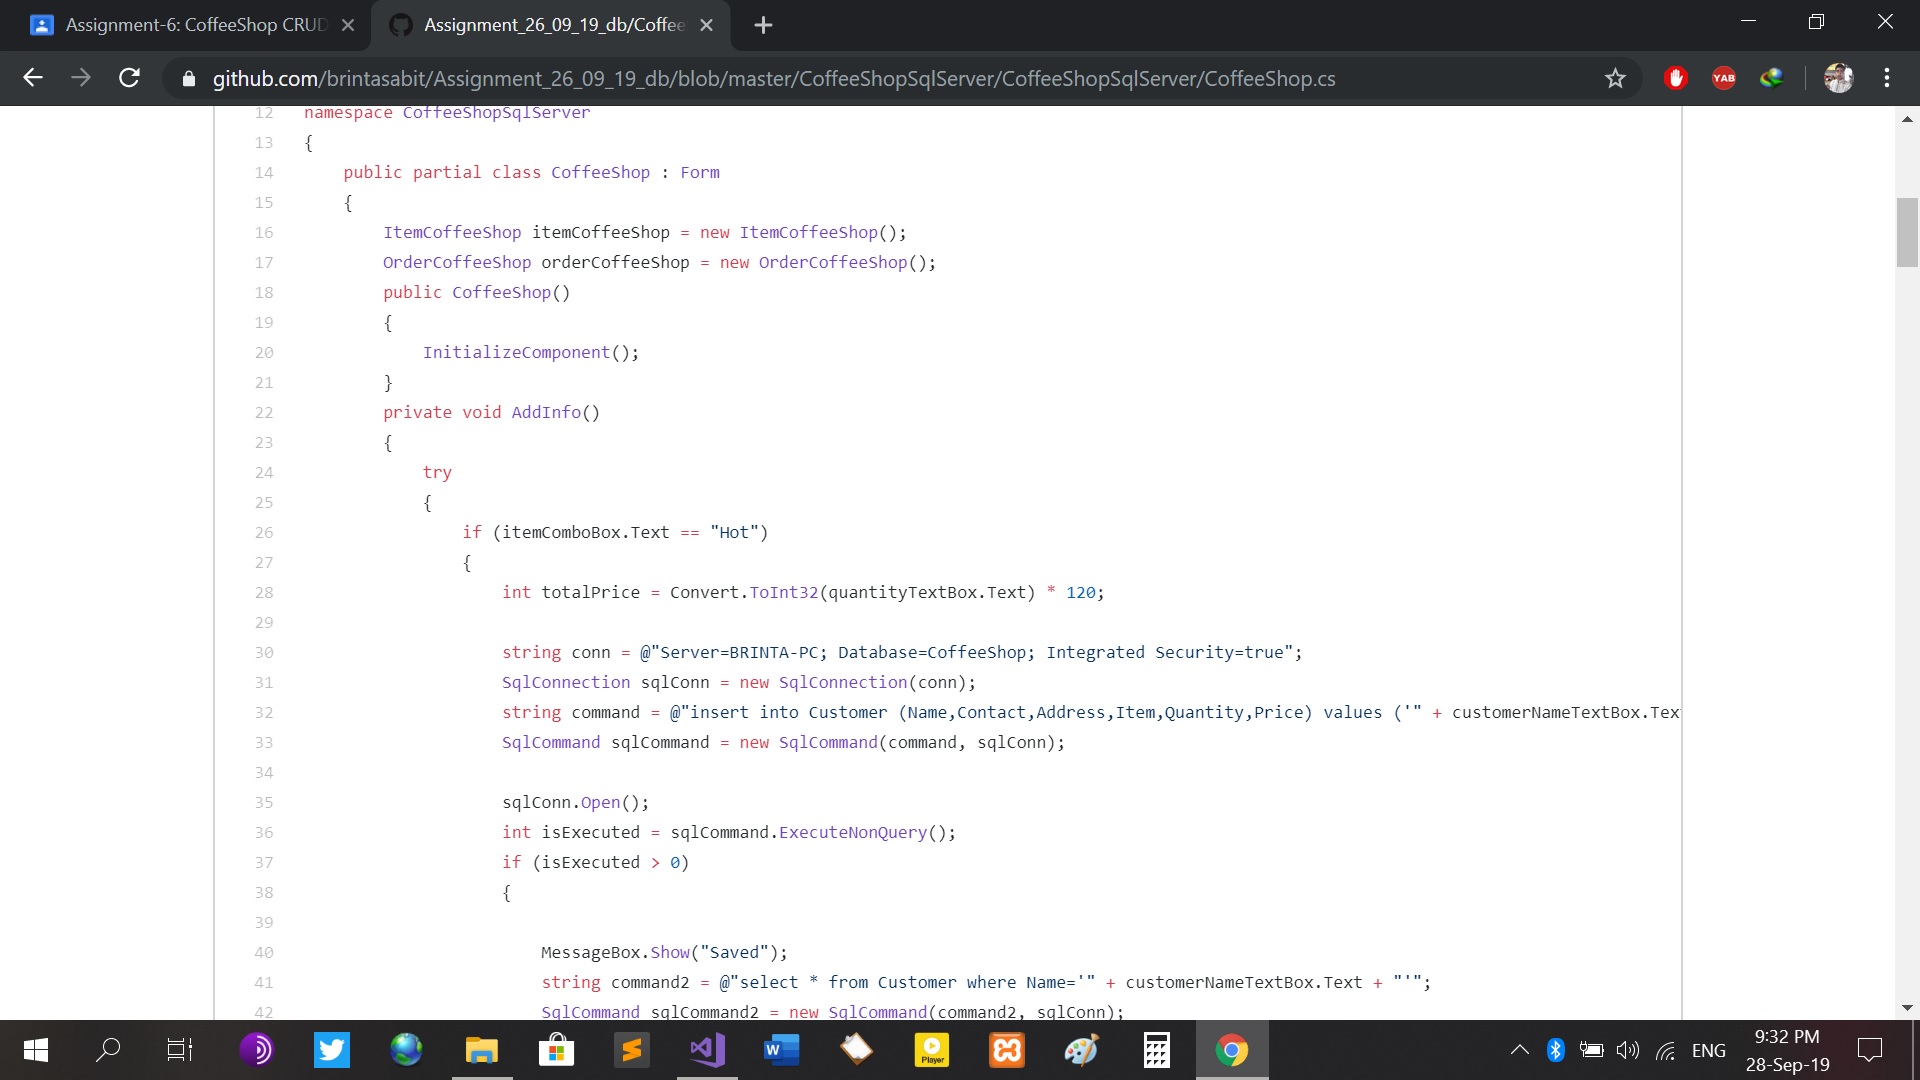 Assignment-6: CoffeeShop CRUD
Assignment_26_09_19_db/Coffee
github.com/brintasabit/Assignment_26_09_19_db/blob/master/CoffeeShopSqlServer/CoffeeShopSqlServer/CoffeeShop.cs
YAB
12 namespace CoffeeShopSqlServer
13 {
14 public partial class CoffeeShop : Form
15 {
16 ItemCoffeeShop itemCoffeeShop = new ItemCoffeeShop();
17 OrderCoffeeShop orderCoffeeShop = new OrderCoffeeShop();
18 public CoffeeShop()
19 {
20 InitializeComponent();
21 }
22 private void AddInfo()
23 {
24 try
25 {
26 if (itemComboBox.Text == "Hot")
27 {
28 int totalPrice = Convert.ToInt32(quantityTextBox.Text) * 120;
29
30 string conn = @"Server=BRINTA-PC; Database=CoffeeShop; Integrated Security=true";
31 SqlConnection sqlConn = new SqlConnection(conn);
32 string command = @"insert into Customer (Name,Contact,Address,Item,Quantity,Price) values ('" + customerNameTextBox.Tex
33 SqlCommand sqlCommand = new SqlCommand(command, sqlConn);
34
35 sqlConn.Open();
36 int isExecuted = sqlCommand.ExecuteNonQuery();
37 if (isExecuted > 0)
38 {
39
40 MessageBox.Show("Saved");
41 string command2 = @"select * from Customer where Name='" + customerNameTextBox.Text + "'";
42 SqlCommand sqlCommand2 = new SqlCommand(command2, sqlConn);
Player
ENG
9:32 PM
28-Sep-19